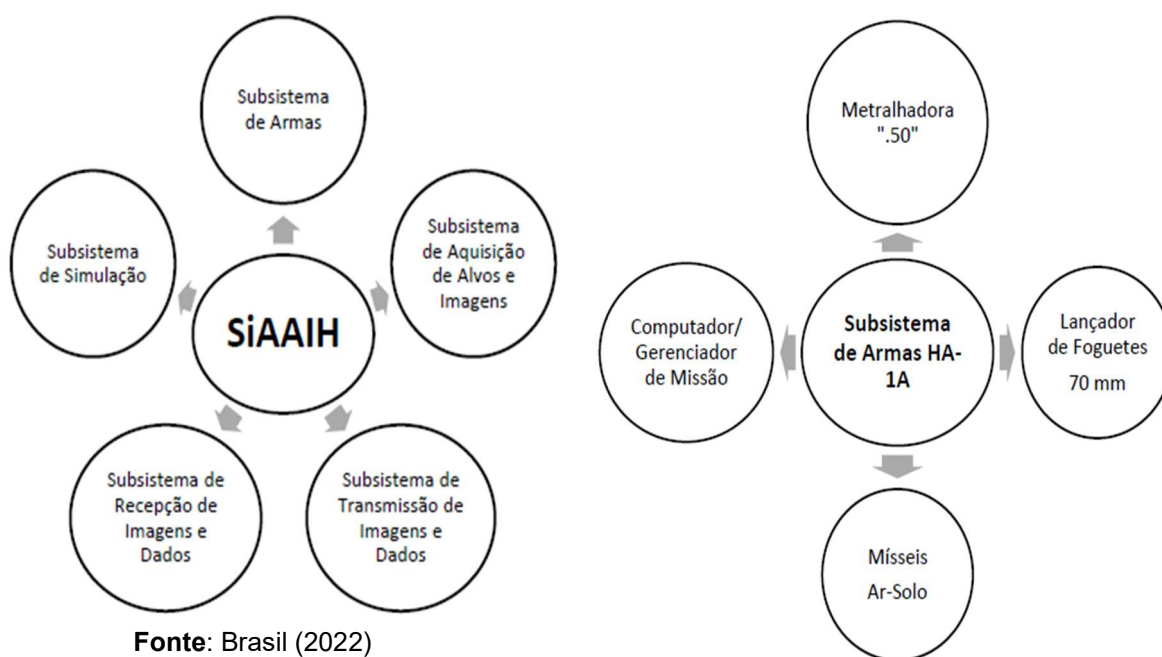 Subsistema
de Armas
Subsistema
de Simulação
Subsistema
de Aquisição
de Alvos e
Imagens
SiAAIH
Subsistema de
Recepção de
Imagens e
Dados
Subsistema de
Transmissão de
Imagens e
Dados
Fonte: Brasil (2022)
Metralhadora
".50"
Computador/
Gerenciador
de Missão
Subsistema
de Armas HA-
1A
Lançador
de Foguetes
70 mm
Mísseis
Ar-Solo